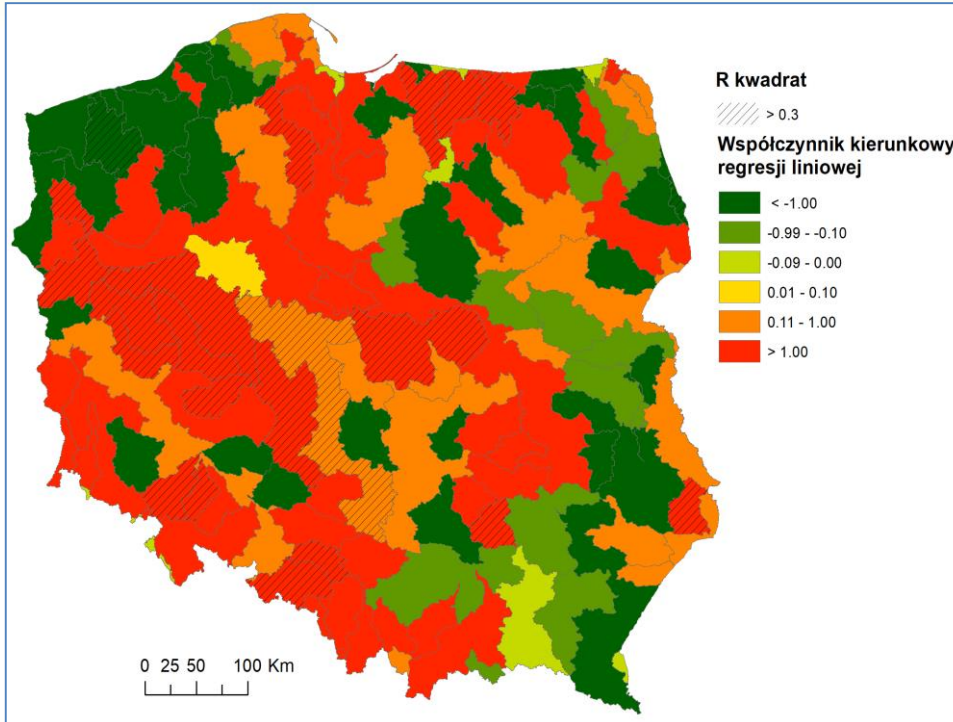 R kwadrat
> 0.3
Współczynnik kierunkowy
regresji liniowej
< -1.00
-0.99 - -0.10
-0.09 - 0.00
0.01 - 0.10
0.11 - 1.00
> 1.00
0 25 50 100 Km